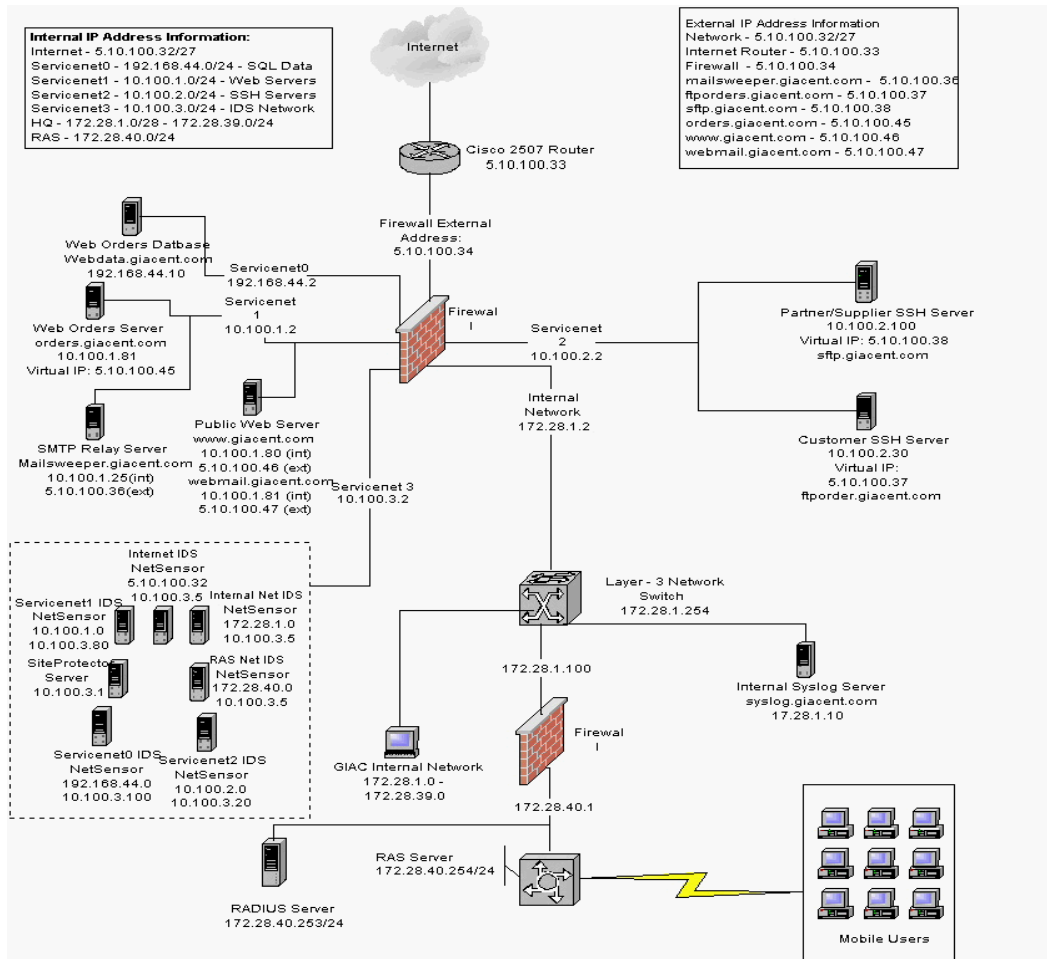 Internal IP Address Information:
Internet - 5.10.100.32/27
Servicenet0 - 192.168.44.0/24 - SQL Data
Servicenet1 - 10.100.1.0/24 - Web Servers
Servicenet2 - 10.100.2.0/24 - SSH Servers
Servicenet3 - 10.100.3.0/24 - IDS Network
HQ - 172.28.1.0/28 - 172.28.39.0/24
RAS - 172.28.40.0/24
Internet
External IP Address Information
Network - 5.10.100.32/27
Internet Router - 5.10.100.33
Firewall - 5.10.100.34
mailsweeper.giacent.com - 5.10.100.36
ftporders.giacent.com - 5.10.100.37
sftp.giacent.com - 5.10.100.38
orders.giacent.com - 5.10.100.45
www.giacent.com - 5.10.100.46
webmail.giacent.com - 5.10.100.47
Cisco 2507 Router
5.10.100.33
Firewall External
Address:
5.10.100.34
Web Orders Datbase
Webdata.giacent.com
192.168.44.10
Servicenet0
192.168.44.2
Servicenet
1
10.100.1.2
Web Orders Server
orders.giacent.com
10.100.1.81
Virtual IP: 5.10.100.45
Firewal
l
Servicenet
2
10.100.2.2
Partner/Supplier SSH Server
10.100.2.100
Virtual IP: 5.10.100.38
sftp.giacent.com
Internal
Network
172.28.1.2
SMTP Relay Server
Mailsweeper.giacent.com
10.100.1.25(int)
5.10.100.36(ext)
Public Web Server
www.giacent.com
10.100.1.80 (int)
5.10.100.46 (ext)
webmail.giacent.com
10.100.1.81 (int)
5.10.100.47 (ext)
Servicenet 3
10.100.3.2
Customer SSH Server
10.100.2.30
Virtual IP:
5.10.100.37
ftporder.giacent.com
Internet IDS
NetSensor
5.10.100.32
10.100.3.5
Servicenet1 IDS
NetSensor
10.100.1.0
10.100.3.80
Internal Net IDS
NetSensor
172.28.1.0
10.100.3.5
SiteProtector
Server
10.100.3.1
RAS Net IDS
NetSensor
172.28.40.0
10.100.3.5
Servicenet0 IDS
NetSensor
192.168.44.0
10.100.3.100
Servicenet2 IDS
NetSensor
10.100.2.0
10.100.3.20
Layer - 3 Network
Switch
172.28.1.254
172.28.1.100
Internal Syslog Server
syslog.giacent.com
17.28.1.10
GIAC Internal Network
172.28.1.0 -
172.28.39.0
Firewal
l
172.28.40.1
RAS Server
172.28.40.254/24
RADIUS Server
172.28.40.253/24
Mobile Users